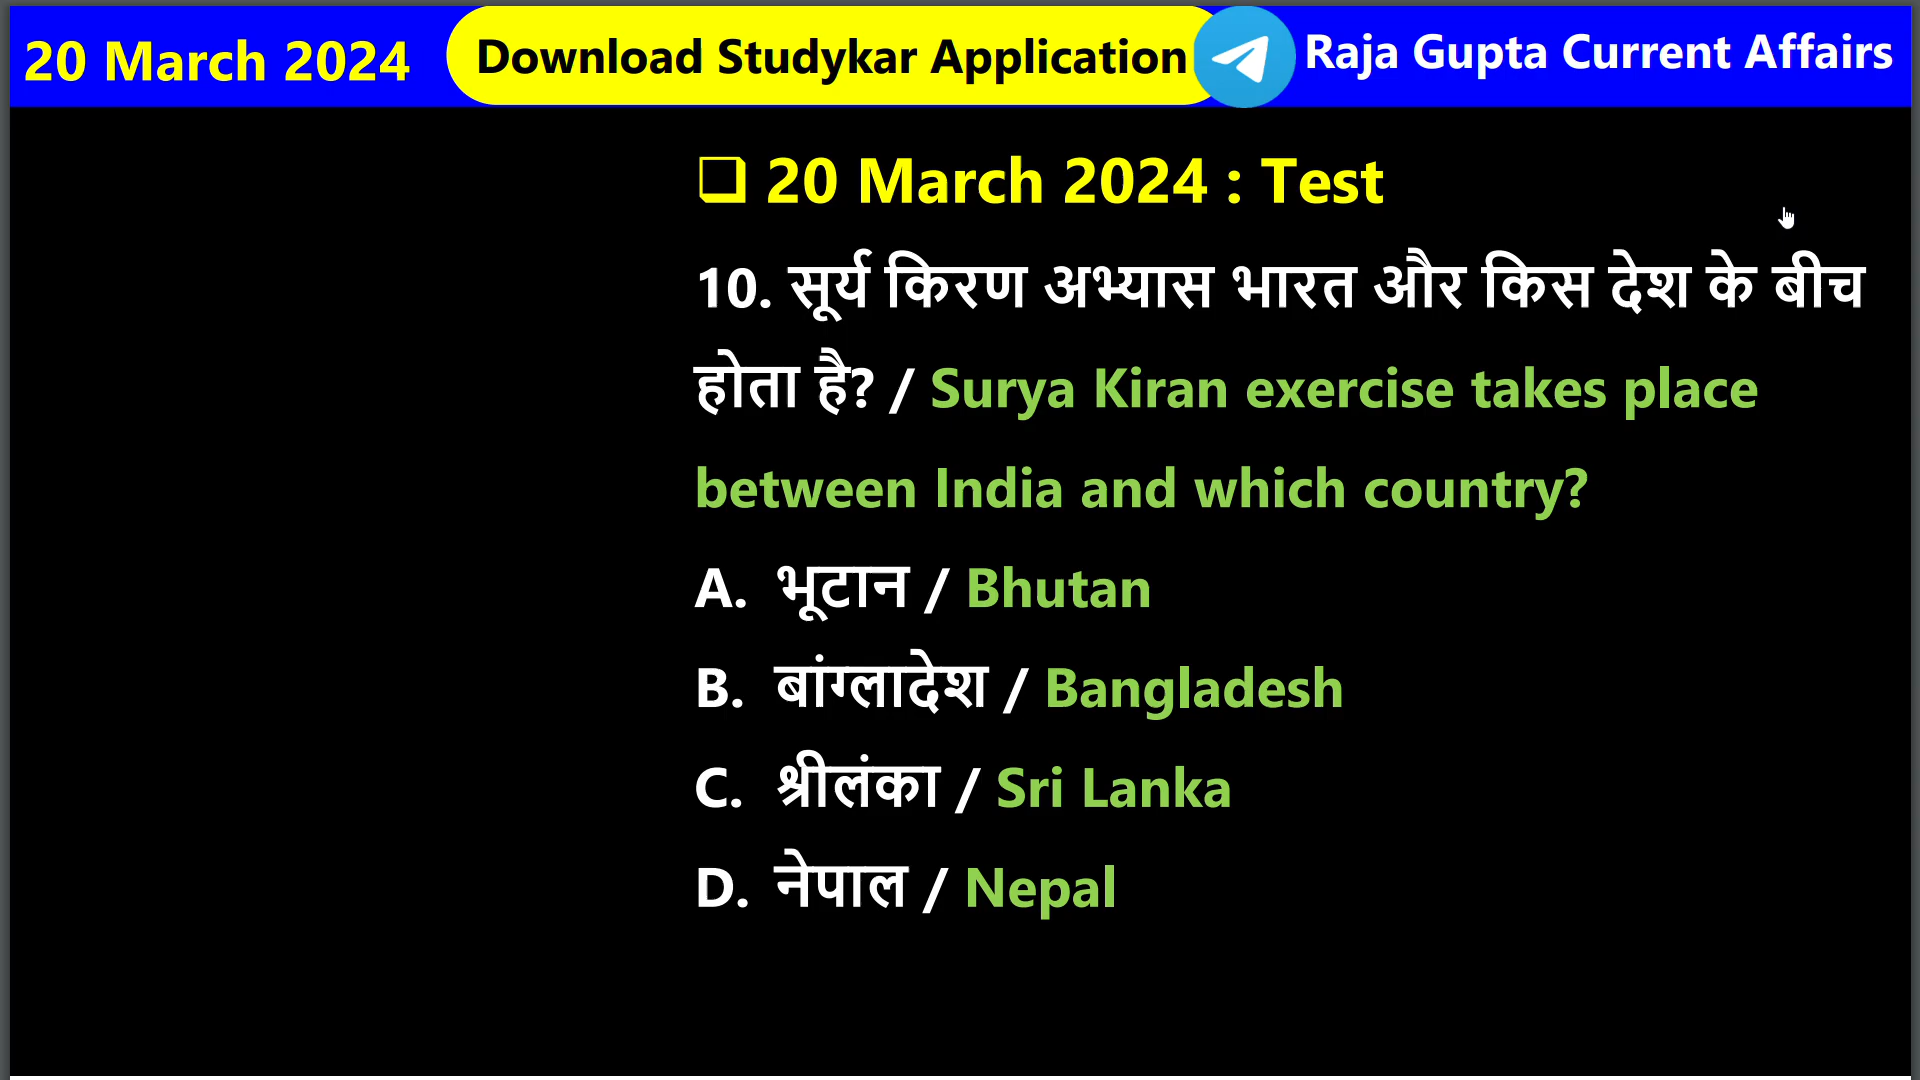 20 March 2024 Download Studykar Application Raja Gupta Current Affairs
❑ 20 March 2024 : Test
10. सूर्य किरण अभ्यास भारत और किस देश के बीच
होता है? / Surya Kiran exercise takes place
between India and which country?
A. भूटान / Bhutan
B. बांग्लादेश / Bangladesh
C. श्रीलंका / Sri Lanka
D. नेपाल / Nepal